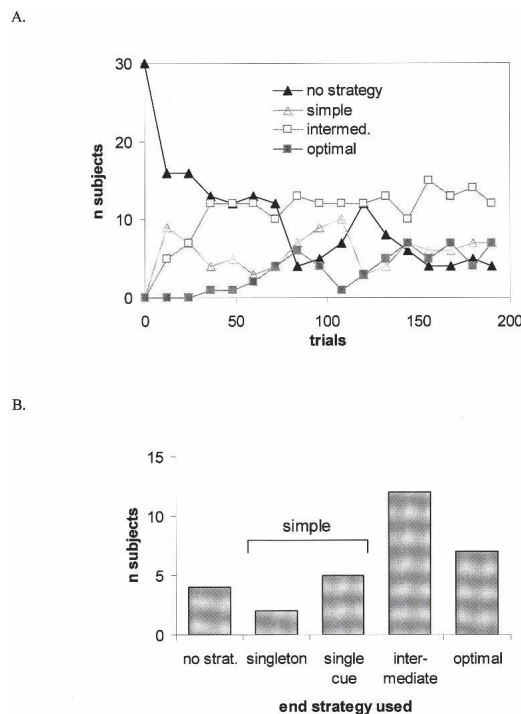 A.
30
20
10
0
n subjects
no strategy
simple
intermed.
optimal
0 50 100 150 200
trials
B.
15
10
5
0
n subjects
simple
no strat. singleton single inter- optimal
cue mediate
end strategy used